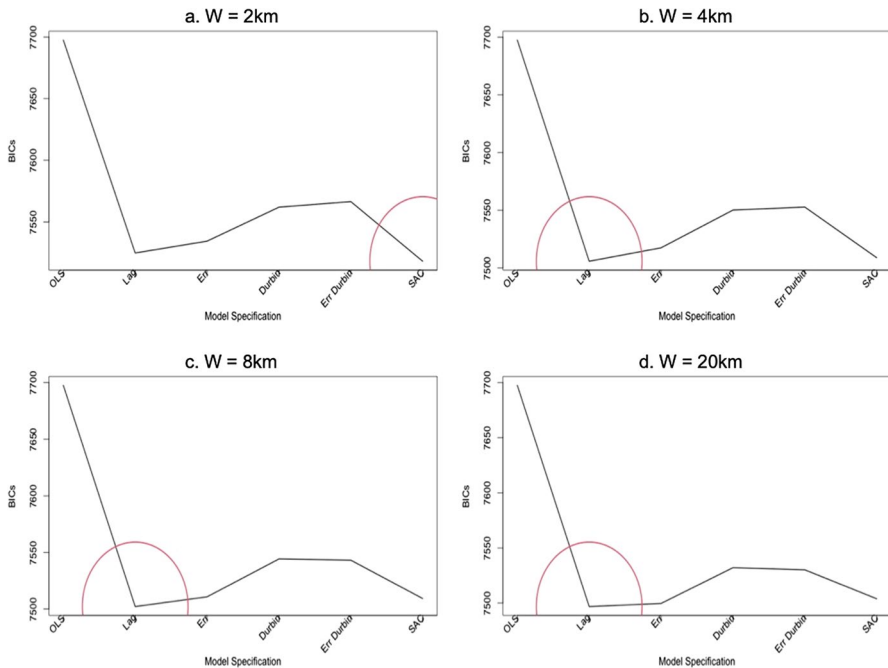 a. W = 2km
BICs
7700
7650
7600
7550
OLS
Lag
Err
Durbin
Err Durbin
SAC
Model Specification
b. W = 4km
BICs
7700
7650
7600
7550
7500
OLS
Lag
Err
Durbin
Err Durbin
SAC
Model Specification
c. W = 8km
BICs
7700
7650
7600
7550
7500
OLS
Lag
Err
Durbin
Err Durbin
SAC
Model Specification
d. W = 20km
BICs
7700
7650
7600
7550
7500
OLS
Lag
Err
Durbin
Err Durbin
SAC
Model Specification